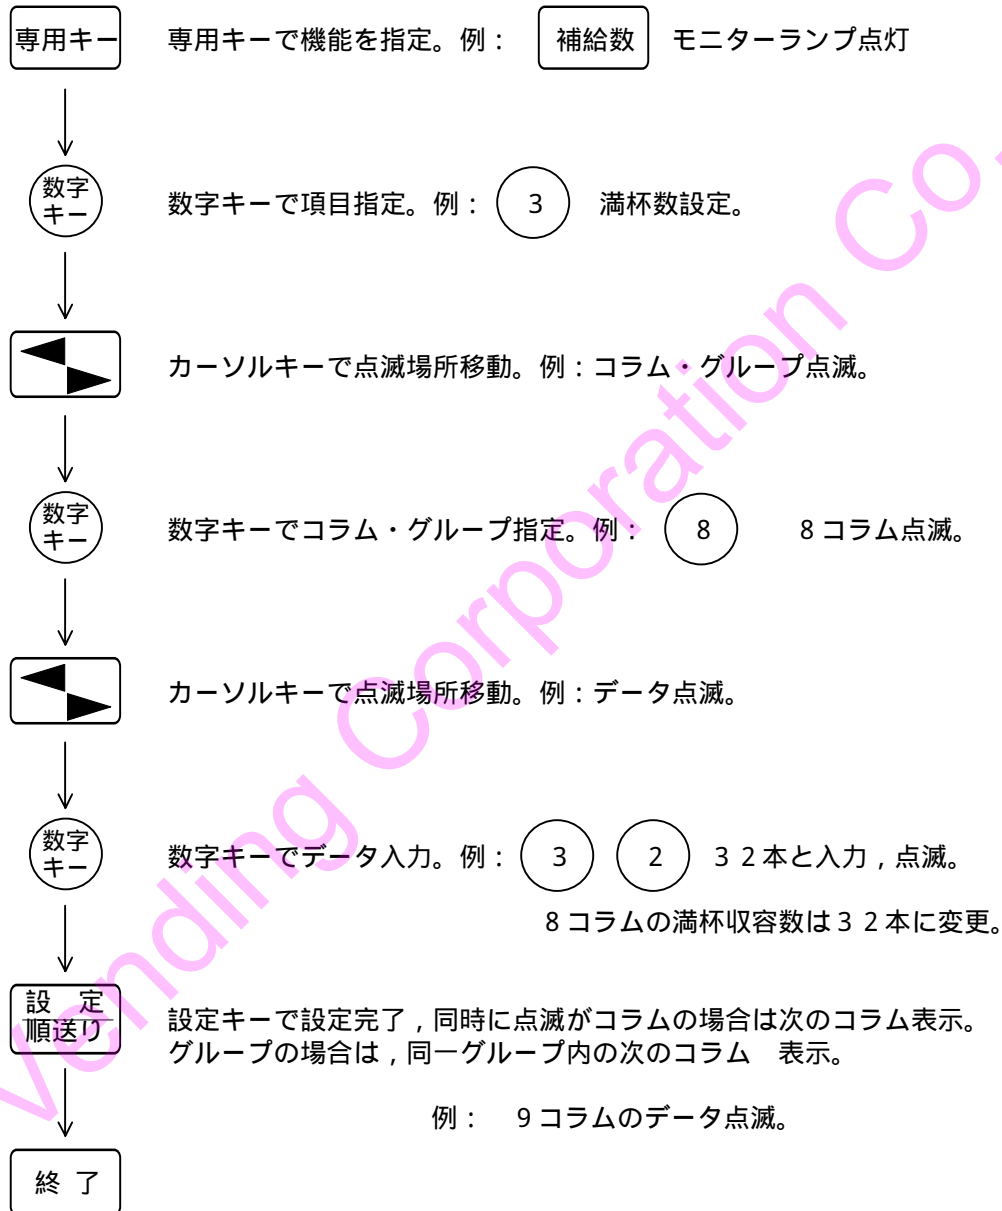 専用キー 専用キーで機能を指定。例： 補給数 モニターランプ点灯
数字
キー
数字キーで項目指定。例： 3 満杯数設定。
カーソルキーで点滅場所移動。例：コラム・グループ点滅。
数字
キー
数字キーでコラム・グループ指定。例： 8 ８コラム点滅。
カーソルキーで点滅場所移動。例：データ点滅。
数字
キー
数字キーでデータ入力。例： 3 2 ３２本と入力，点滅。
８コラムの満杯収容数は３２本に変更。
設　定
順送り
設定キーで設定完了，同時に点滅がコラムの場合は次のコラム表示。
グループの場合は，同一グループ内の次のコラム　表示。
例：　９コラムのデータ点滅。
終 了
Vending Corporation Co.